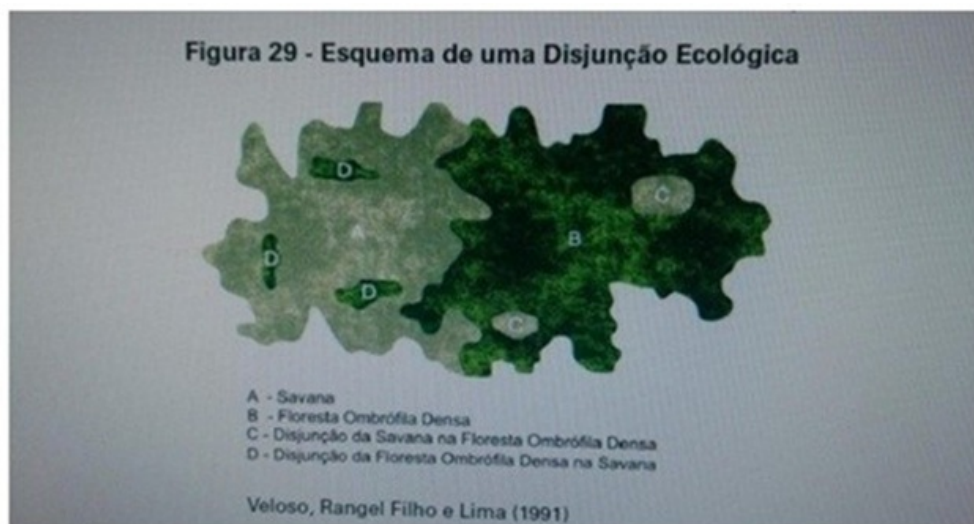 Figura 29 - Esquema de uma Disjunção Ecológica
D
C
A
B
D
D
C
A - Savana
B - Floresta Ombrófila Densa
C - Disjunção da Savana na Floresta Ombrófila Densa
D - Disjunção da Floresta Ombrófila Densa na Savana
Veloso, Rangel Filho e Lima (1991)